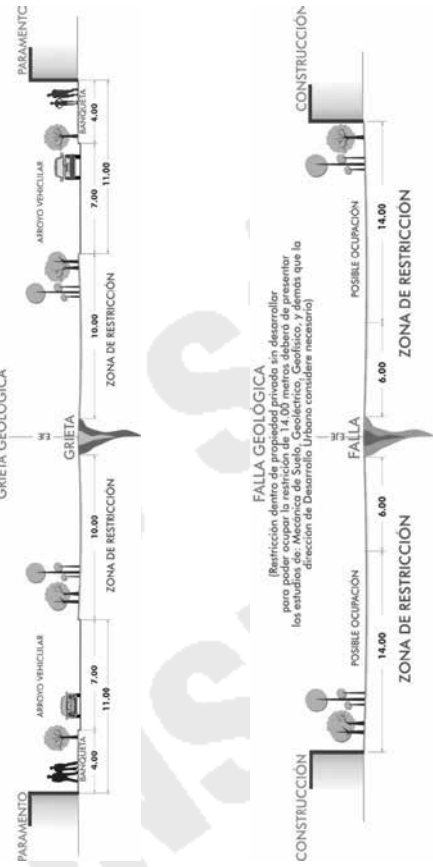 GRIETA GEOLÓGICA
PARAMENTO
PARAMENTO
ARROYO VEHICULAR
EJE
ARROYO VEHICULAR
GRIETA
BANQUETA
BANQUETA
4.00
7.00
10.00
10.00
7.00
4.00
11.00
ZONA DE RESTRICCIÓN
ZONA DE RESTRICCIÓN
11.00
FALLA GEOLÓGICA
(Restricción dentro de propiedad privada sin desarrollar
para poder ocupar la restrición de 14.00 metros deberá de presentar
los estudios de: Mecánica de Suelo, Geolectrico, Geofísico, y demás que la
dirección de Desarrollo Urbano considere necesario)
CONSTRUCCIÓN
CONSTRUCCIÓN
EJE
POSIBLE OCUPACIÓN
FALLA
POSIBLE OCUPACIÓN
14.00
6.00
6.00
14.00
ZONA DE RESTRICCIÓN
ZONA DE RESTRICCIÓN